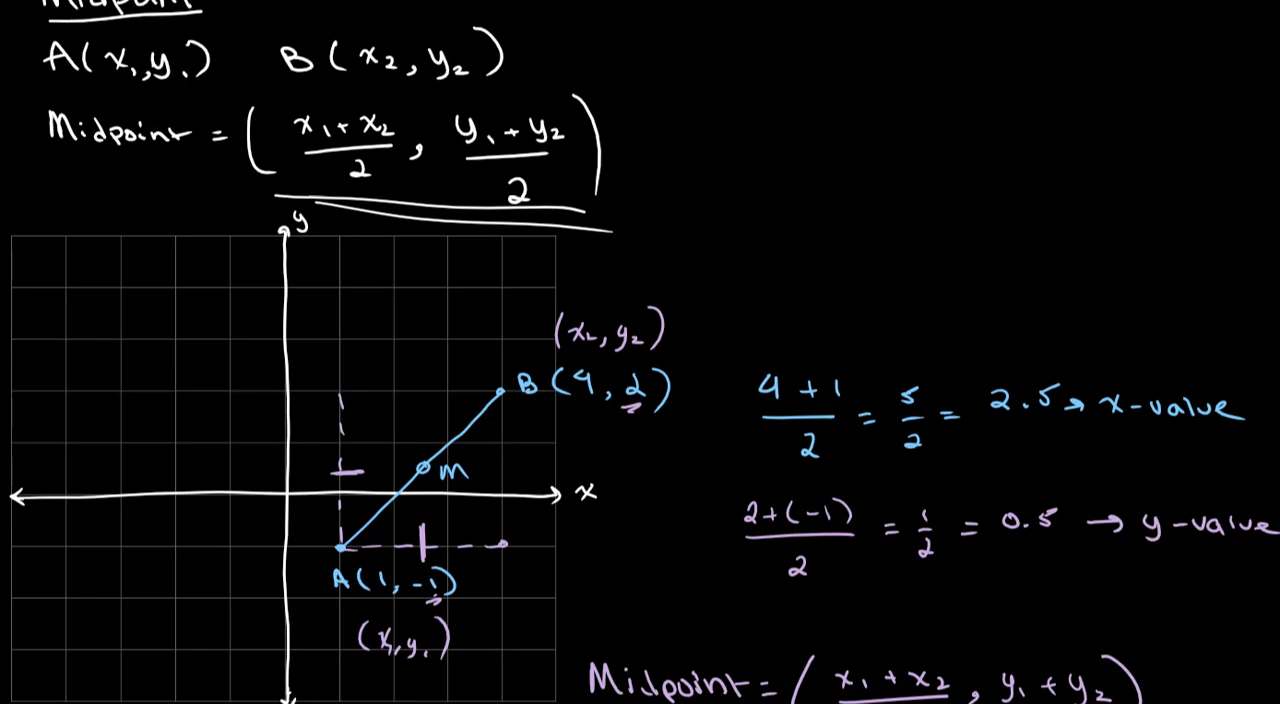 Midpoint
A(x₁,y₁) B(x₂,y₂)
Midpoint = ( (x₁+x₂)/2 , (y₁+y₂)/2 )
y
(x₂,y₂)
B(4,2)
(4+1)/2 = 5/2 = 2.5 → x-value
M
x
(2+(-1))/2 = 1/2 = 0.5 → y-value
A(1,-1)
(x₁,y₁)
Midpoint = ( x₁+x₂ , y₁+y₂ )